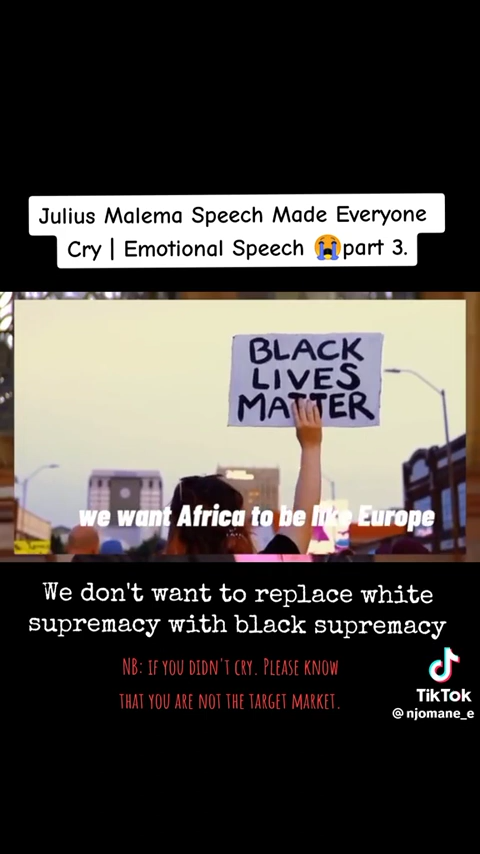 Julius Malema Speech Made Everyone
Cry | Emotional Speech 😭part 3.
BLACK
LIVES
MATTER
we want Africa to be like Europe
We don't want to replace white
supremacy with black supremacy
NB: IF YOU DIDN'T CRY. PLEASE KNOW
THAT YOU ARE NOT THE TARGET MARKET.
TikTok
@njomane_e